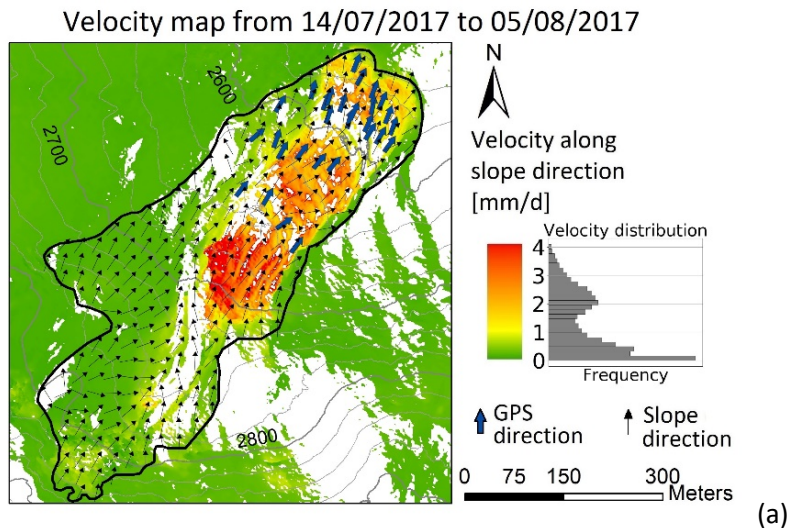 Velocity map from 14/07/2017 to 05/08/2017
2600
2700
2800
N
Velocity along
slope direction
[mm/d]
Velocity distribution
4
3
2
1
0
Frequency
GPS
direction
Slope
direction
0 75 150 300
Meters
(a)